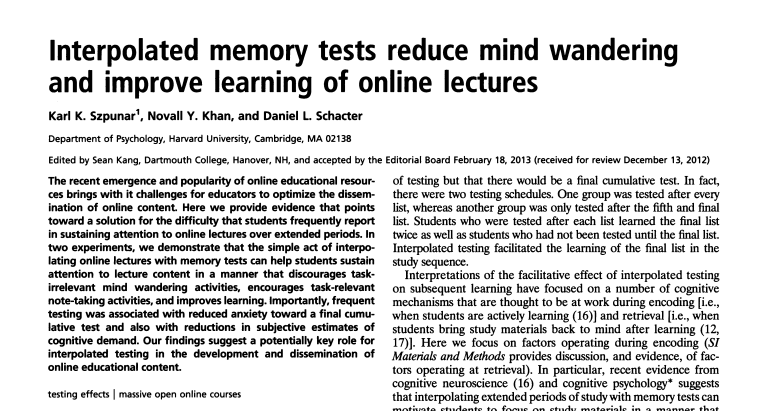 Interpolated memory tests reduce mind wandering
and improve learning of online lectures
Karl K. Szpunar1, Novall Y. Khan, and Daniel L. Schacter
Department of Psychology, Harvard University, Cambridge, MA 02138
Edited by Sean Kang, Dartmouth College, Hanover, NH, and accepted by the Editorial Board February 18, 2013 (received for review December 13, 2012)
The recent emergence and popularity of online educational resour-
ces brings with it challenges for educators to optimize the dissem-
ination of online content. Here we provide evidence that points
toward a solution for the difficulty that students frequently report
in sustaining attention to online lectures over extended periods. In
two experiments, we demonstrate that the simple act of interpo-
lating online lectures with memory tests can help students sustain
attention to lecture content in a manner that discourages task-
irrelevant mind wandering activities, encourages task-relevant
note-taking activities, and improves learning. Importantly, frequent
testing was associated with reduced anxiety toward a final cumu-
lative test and also with reductions in subjective estimates of
cognitive demand. Our findings suggest a potentially key role for
interpolated testing in the development and dissemination of
online educational content.
testing effects | massive open online courses
of testing but that there would be a final cumulative test. In fact,
there were two testing schedules. One group was tested after every
list, whereas another group was only tested after the fifth and final
list. Students who were tested after each list learned the final list
twice as well as students who had not been tested until the final list.
Interpolated testing facilitated the learning of the final list in the
study sequence.
Interpretations of the facilitative effect of interpolated testing
on subsequent learning have focused on a number of cognitive
mechanisms that are thought to be at work during encoding [i.e.,
when students are actively learning (16)] and retrieval [i.e., when
students bring study materials back to mind after learning (12,
17)]. Here we focus on factors operating during encoding (SI
Materials and Methods provides discussion, and evidence, of fac-
tors operating at retrieval). In particular, recent evidence from
cognitive neuroscience (16) and cognitive psychology* suggests
that interpolating extended periods of study with memory tests can
motivate students to focus on study materials in a manner that